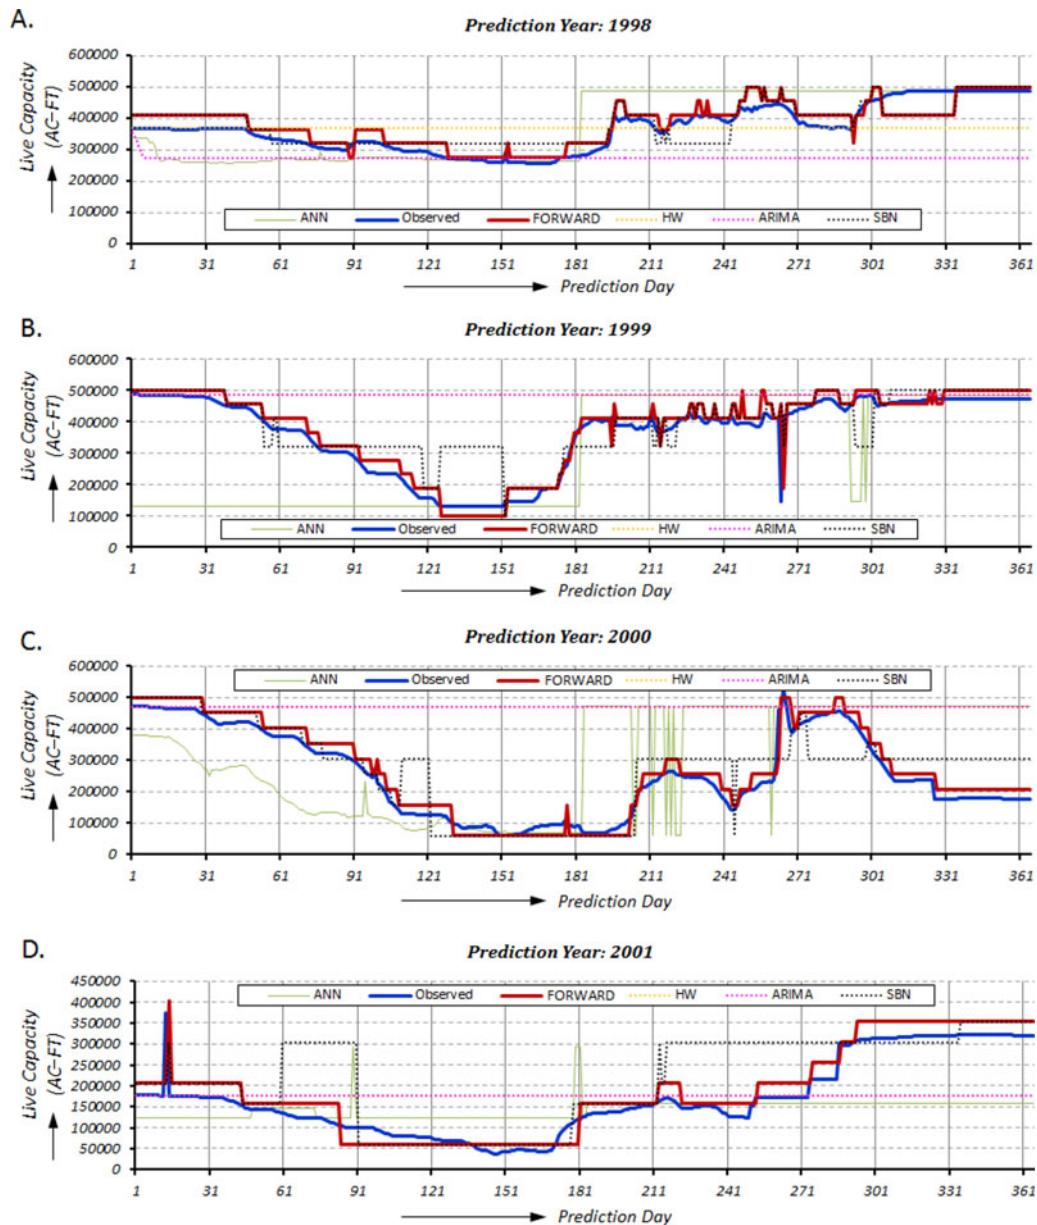 A.
Prediction Year: 1998
Live Capacity
(AC-FT)
600000
500000
400000
300000
200000
100000
0
ANN Observed FORWARD HW ARIMA SBN
1 31 61 91 121 151 181 211 241 271 301 331 361
Prediction Day
B.
Prediction Year: 1999
Live Capacity
(AC-FT)
600000
500000
400000
300000
200000
100000
0
ANN Observed FORWARD HW ARIMA SBN
1 31 61 91 121 151 181 211 241 271 301 331 361
Prediction Day
C.
Prediction Year: 2000
Live Capacity
(AC-FT)
600000
500000
400000
300000
200000
100000
0
ANN Observed FORWARD HW ARIMA SBN
1 31 61 91 121 151 181 211 241 271 301 331 361
Prediction Day
D.
Prediction Year: 2001
Live Capacity
(AC-FT)
450000
400000
350000
300000
250000
200000
150000
100000
50000
0
ANN Observed FORWARD HW ARIMA SBN
1 31 61 91 121 151 181 211 241 271 301 331 361
Prediction Day